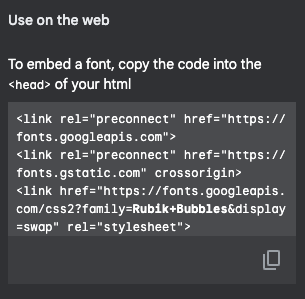 Use on the web
To embed a font, copy the code into the
<head> of your html
<link rel="preconnect" href="https://
fonts.googleapis.com">
<link rel="preconnect" href="https://
fonts.gstatic.com" crossorigin>
<link href="https://fonts.googleapis.
com/css2?family=Rubik+Bubbles&display
=swap" rel="stylesheet">